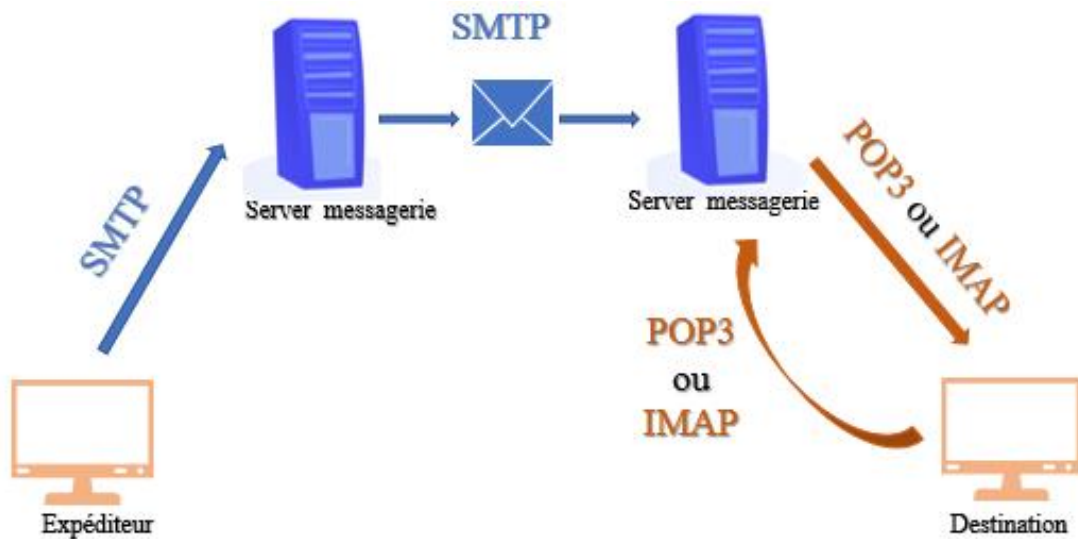 SMTP
SMTP
Server messagerie
Server messagerie
POP3 ou IMAP
POP3
ou
IMAP
Expéditeur
Destination